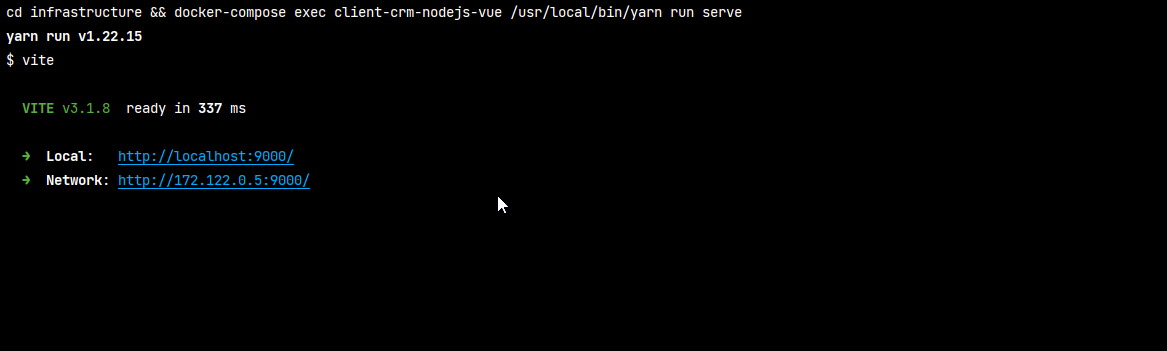 cd infrastructure && docker-compose exec client-crm-nodejs-vue /usr/local/bin/yarn run serve
yarn run v1.22.15
$ vite
VITE v3.1.8  ready in 337 ms
➜  Local:   http://localhost:9000/
➜  Network: http://172.122.0.5:9000/